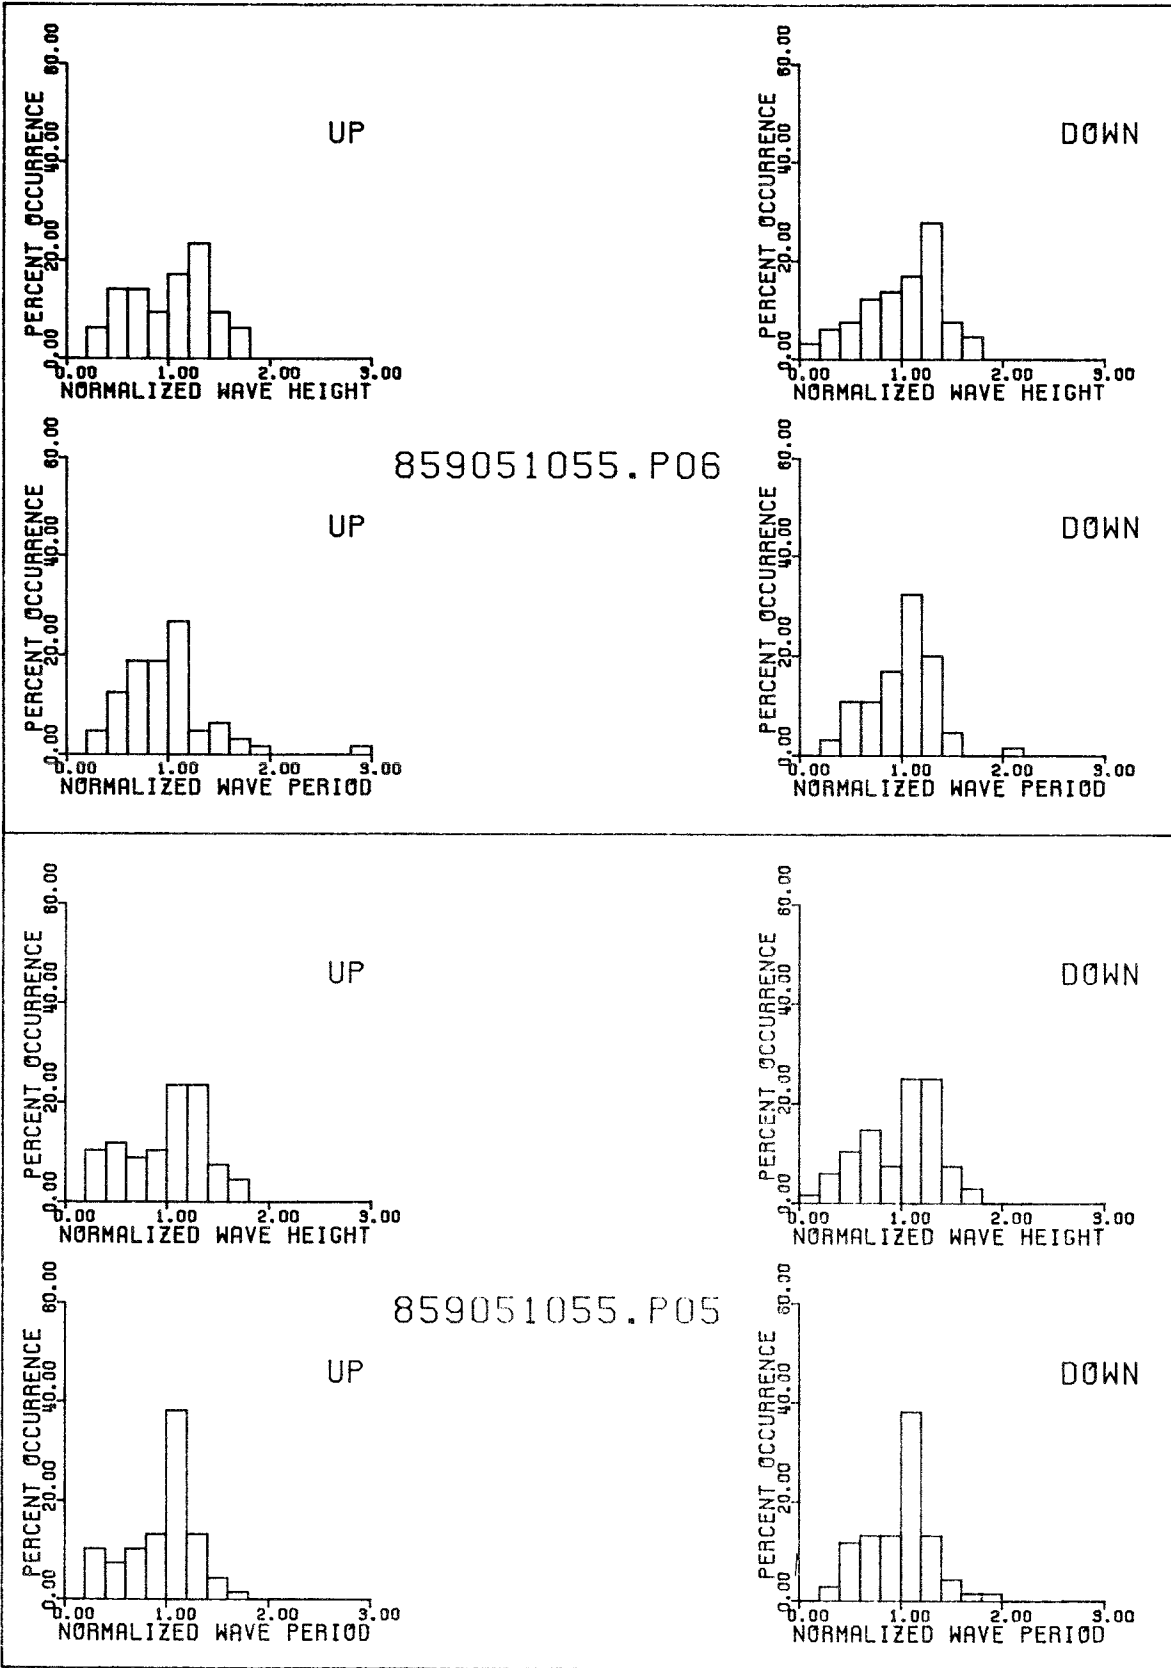 PERCENT OCCURRENCE
0.00 20.00 40.00 60.00
UP
0.00 1.00 2.00 3.00
NORMALIZED WAVE HEIGHT
PERCENT OCCURRENCE
0.00 20.00 40.00 60.00
DOWN
0.00 1.00 2.00 3.00
NORMALIZED WAVE HEIGHT
859051055.P06
PERCENT OCCURRENCE
0.00 20.00 40.00 60.00
UP
0.00 1.00 2.00 3.00
NORMALIZED WAVE PERIOD
PERCENT OCCURRENCE
0.00 20.00 40.00 60.00
DOWN
0.00 1.00 2.00 3.00
NORMALIZED WAVE PERIOD
PERCENT OCCURRENCE
0.00 20.00 40.00 60.00
UP
0.00 1.00 2.00 3.00
NORMALIZED WAVE HEIGHT
PERCENT OCCURRENCE
0.00 20.00 40.00 60.00
DOWN
0.00 1.00 2.00 3.00
NORMALIZED WAVE HEIGHT
859051055.P05
PERCENT OCCURRENCE
0.00 20.00 40.00 60.00
UP
0.00 1.00 2.00 3.00
NORMALIZED WAVE PERIOD
PERCENT OCCURRENCE
0.00 20.00 40.00 60.00
DOWN
0.00 1.00 2.00 3.00
NORMALIZED WAVE PERIOD